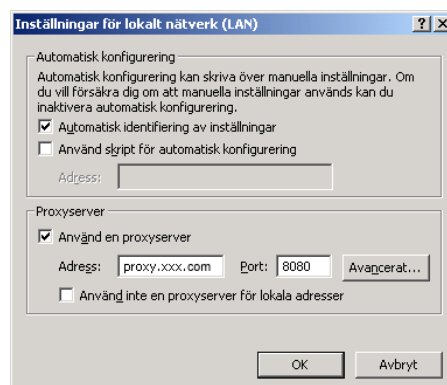 Inställningar för lokalt nätverk (LAN)
Automatisk konfigurering
Automatisk konfigurering kan skriva över manuella inställningar. Om
du vill försäkra dig om att manuella inställningar används kan du
inaktivera automatisk konfigurering.
Automatisk identifiering av inställningar
Använd skript för automatisk konfigurering
Adress:
Proxyserver
Använd en proxyserver
Adress: proxy.xxx.com Port: 8080 Avancerat...
Använd inte en proxyserver för lokala adresser
OK Avbryt